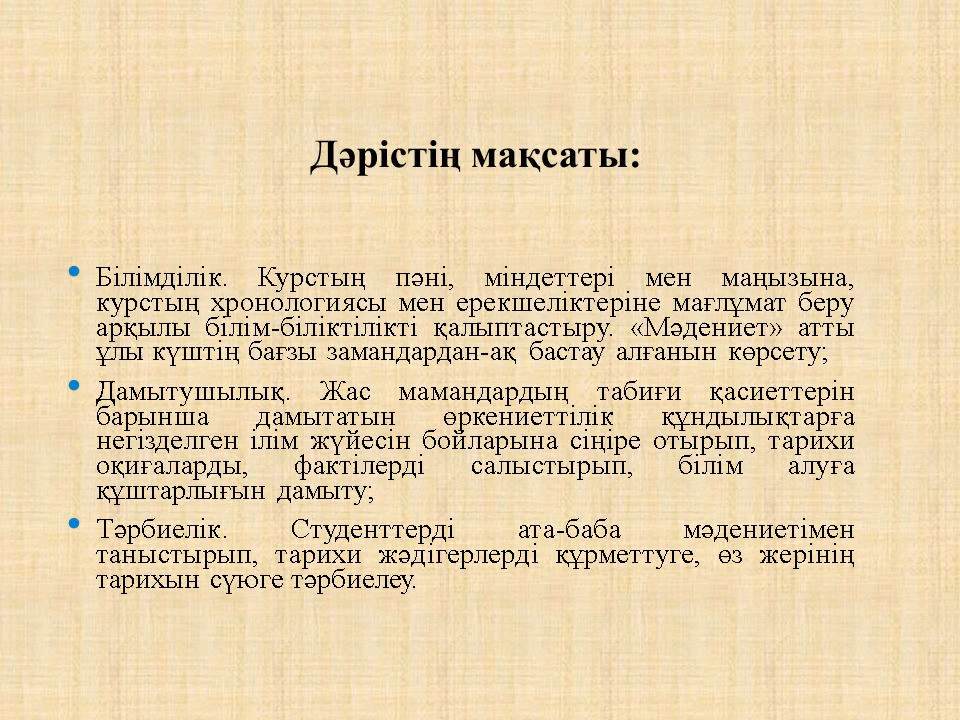 Дәрістің мақсаты:
• Білімділік. Курстың пәні, міндеттері мен маңызына,
курстың хронологиясы мен ерекшеліктеріне мағлұмат беру
арқылы білім-біліктілікті қалыптастыру. «Мәдениет» атты
ұлы күштің бағзы замандардан-ақ бастау алғанын көрсету;
• Дамытушылық. Жас мамандардың табиғи қасиеттерін
барынша дамытатын өркениеттілік құндылықтарға
негізделген ілім жүйесін бойларына сіңіре отырып, тарихи
оқиғаларды, фактілерді салыстырып, білім алуға
құштарлығын дамыту;
• Тәрбиелік. Студенттерді ата-баба мәдениетімен
таныстырып, тарихи жәдігерлерді құрметтуге, өз жерінің
тарихын сүюге тәрбиелеу.